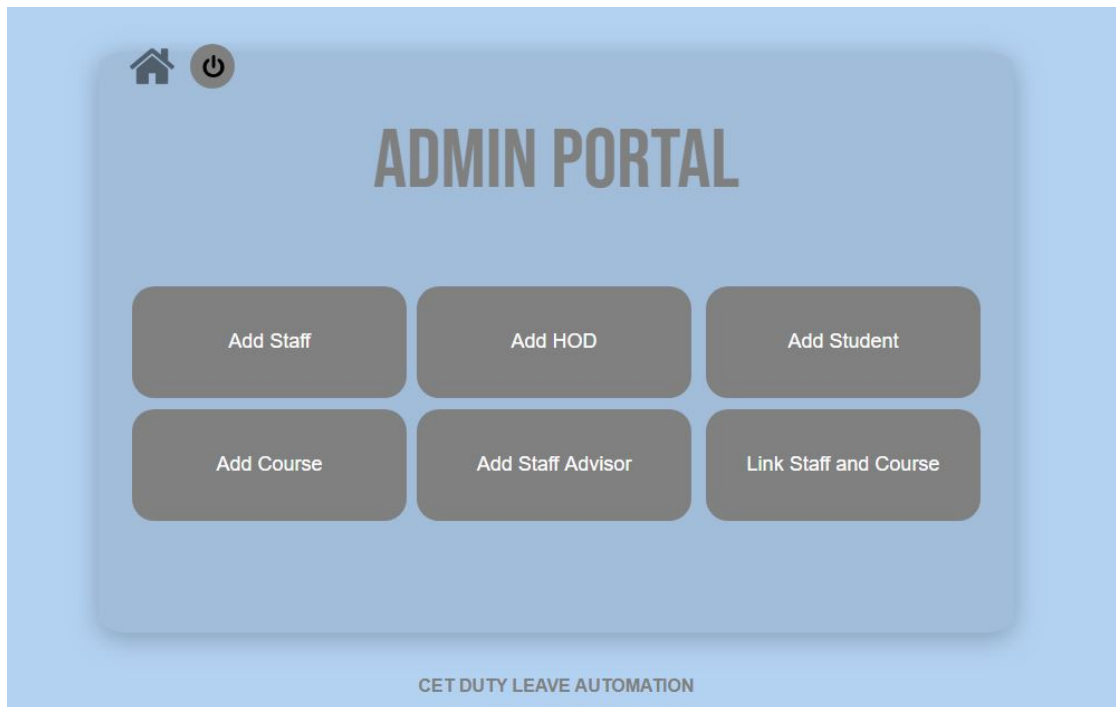 ADMIN PORTAL
Add Staff
Add HOD
Add Student
Add Course
Add Staff Advisor
Link Staff and Course
CET DUTY LEAVE AUTOMATION